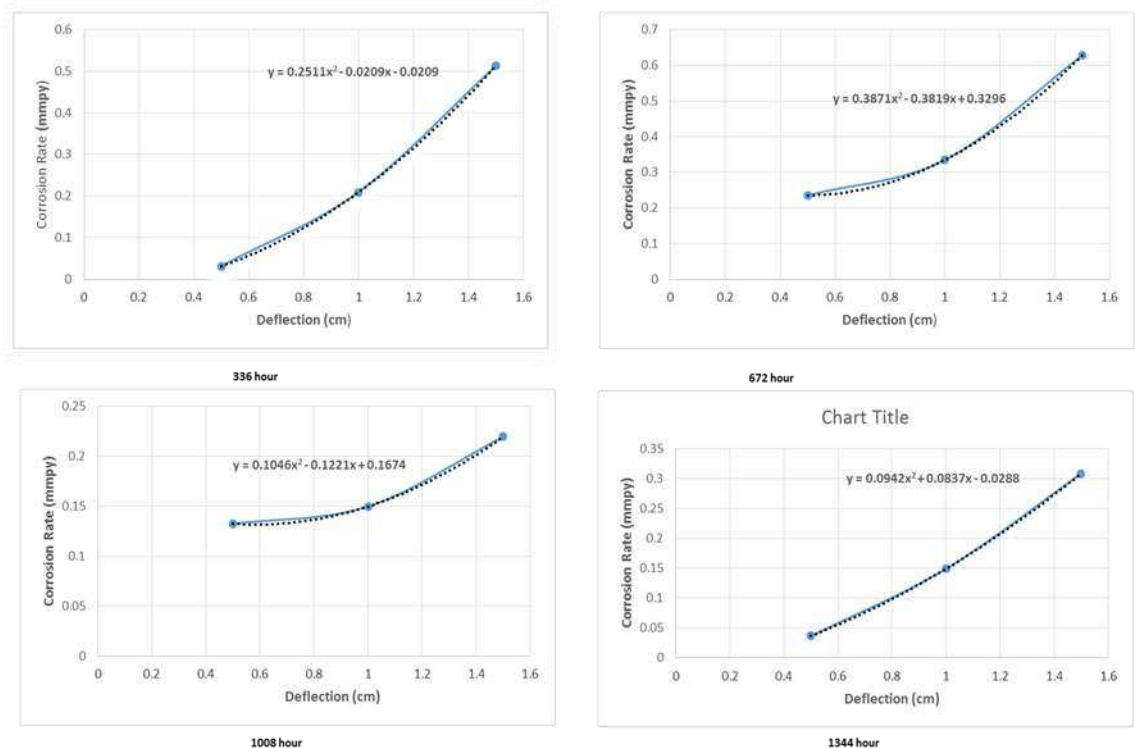 0.6
0.5
0.4
0.3
0.2
0.1
0
Corrosion Rate (mmpy)
y = 0.2511x² - 0.0209x - 0.0209
0 0.2 0.4 0.6 0.8 1 1.2 1.4 1.6
Deflection (cm)
336 hour
0.7
0.6
0.5
0.4
0.3
0.2
0.1
0
Corrosion Rate (mmpy)
y = 0.3871x² - 0.3819x + 0.3296
0 0.2 0.4 0.6 0.8 1 1.2 1.4 1.6
Deflection (cm)
672 hour
0.25
0.2
0.15
0.1
0.05
0
Corrosion Rate (mmpy)
y = 0.1046x² - 0.1221x + 0.1674
0 0.2 0.4 0.6 0.8 1 1.2 1.4 1.6
Deflection (cm)
1008 hour
Chart Title
0.35
0.3
0.25
0.2
0.15
0.1
0.05
0
Corrosion Rate (mmpy)
y = 0.0942x² + 0.0837x - 0.0288
0 0.2 0.4 0.6 0.8 1 1.2 1.4 1.6
Deflection (cm)
1344 hour